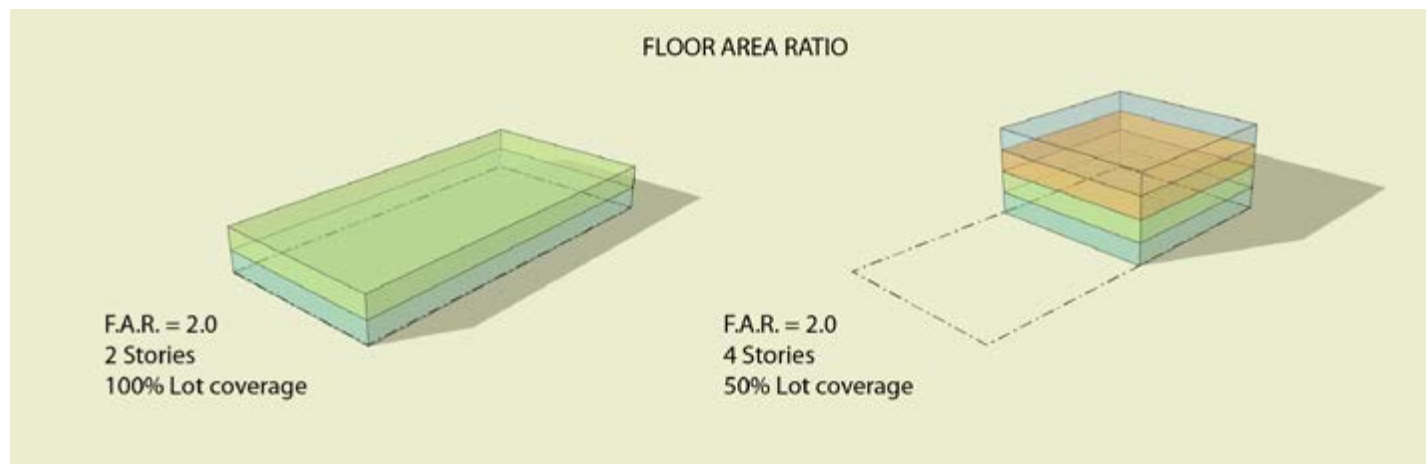 FLOOR AREA RATIO
F.A.R. = 2.0
2 Stories
100% Lot coverage
F.A.R. = 2.0
4 Stories
50% Lot coverage